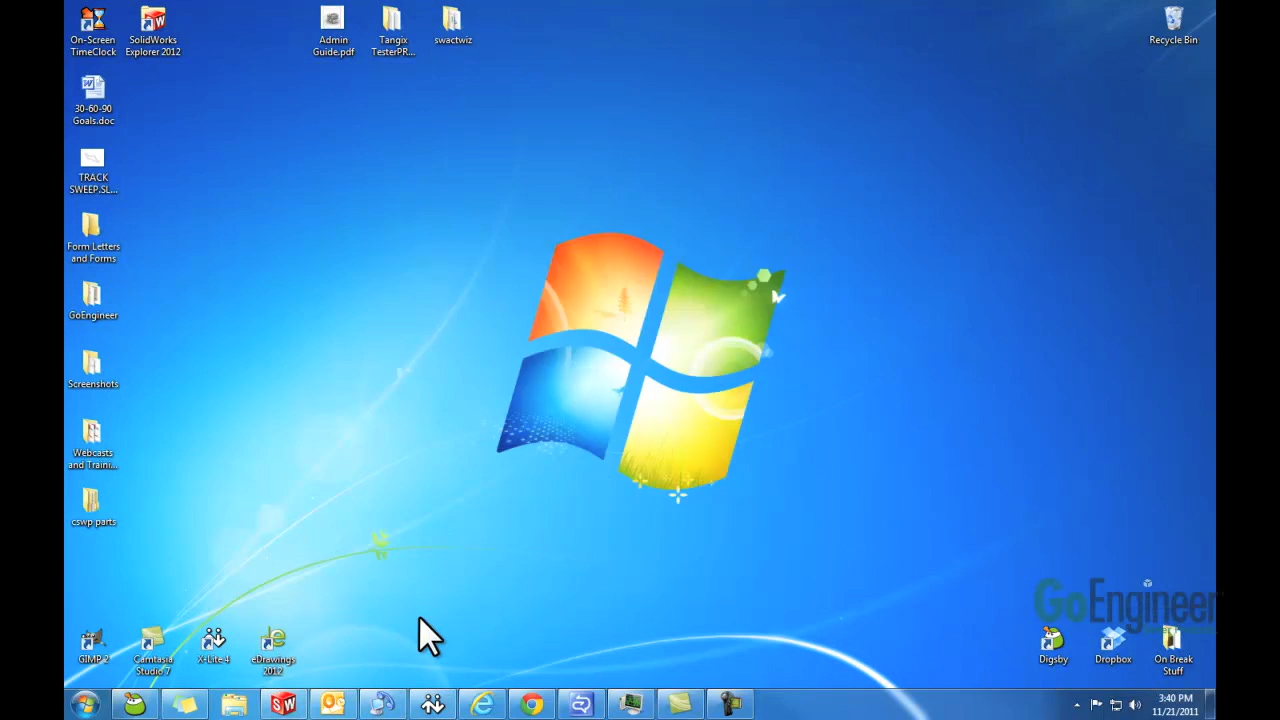 On-Screen
TimeClock
SolidWorks
Explorer 2012
Admin
Guide.pdf
Tangix
TesterPR...
swactwiz
Recycle Bin
30-60-90
Goals.doc
TRACK
SWEEP.SL...
Form Letters
and Forms
GoEngineer
Screenshots
Webcasts
and Traini...
cswp parts
GoEngineer
GIMP 2
Camtasia
Studio 7
X-Lite 4
eDrawings
2012
Digsby
Dropbox
On Break
Stuff
SW
3:40 PM
11/21/2011